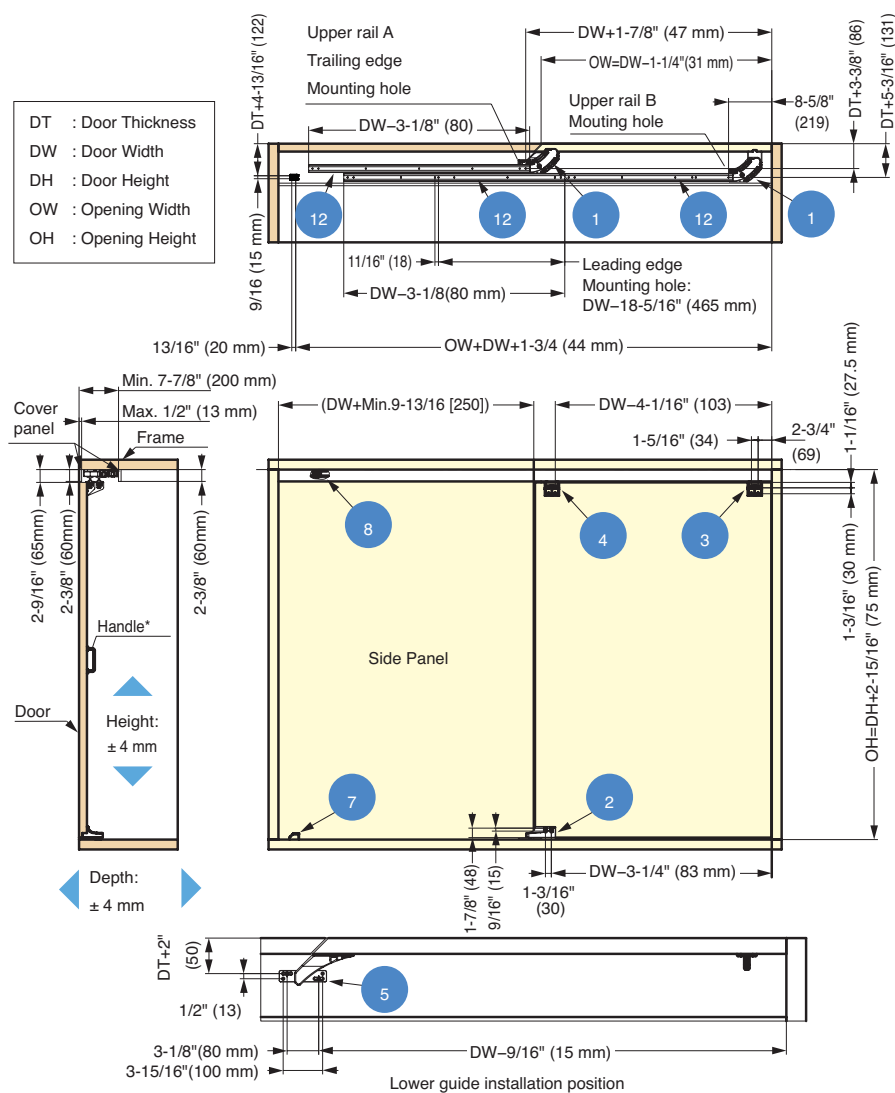 Upper rail A
Trailing edge
Mounting hole
DW+1-7/8" (47 mm)
OW=DW-1-1/4"(31 mm)
Upper rail B
Mouting hole
8-5/8"
(219)
DT+3-3/8" (86)
DT+5-3/16" (131)
DT+4-13/16" (122)
DW–3-1/8" (80)
DT : Door Thickness
DW : Door Width
DH : Door Height
OW : Opening Width
OH : Opening Height
12
12
1
12
1
9/16 (15 mm)
11/16" (18)
DW–3-1/8(80 mm)
Leading edge
Mounting hole:
DW–18-5/16" (465 mm)
13/16" (20 mm)
OW+DW+1-3/4 (44 mm)
Min. 7-7/8" (200 mm)
Max. 1/2" (13 mm)
Cover
panel
Frame
(DW+Min.9-13/16 [250])
DW–4-1/16" (103)
1-5/16" (34)
2-3/4"
(69)
1-1/16" (27.5 mm)
8
4
3
2-9/16" (65mm)
2-3/8" (60mm)
2-3/8" (60mm)
1-3/16" (30 mm)
OH=DH+2-15/16" (75 mm)
Handle*
Side Panel
Door
Height:
± 4 mm
7
2
Depth:
± 4 mm
1-7/8" (48)
9/16" (15)
1-3/16"
(30)
DW–3-1/4" (83 mm)
DT+2"
(50)
5
1/2" (13)
3-1/8"(80 mm)
3-15/16"(100 mm)
DW–9/16" (15 mm)
Lower guide installation position